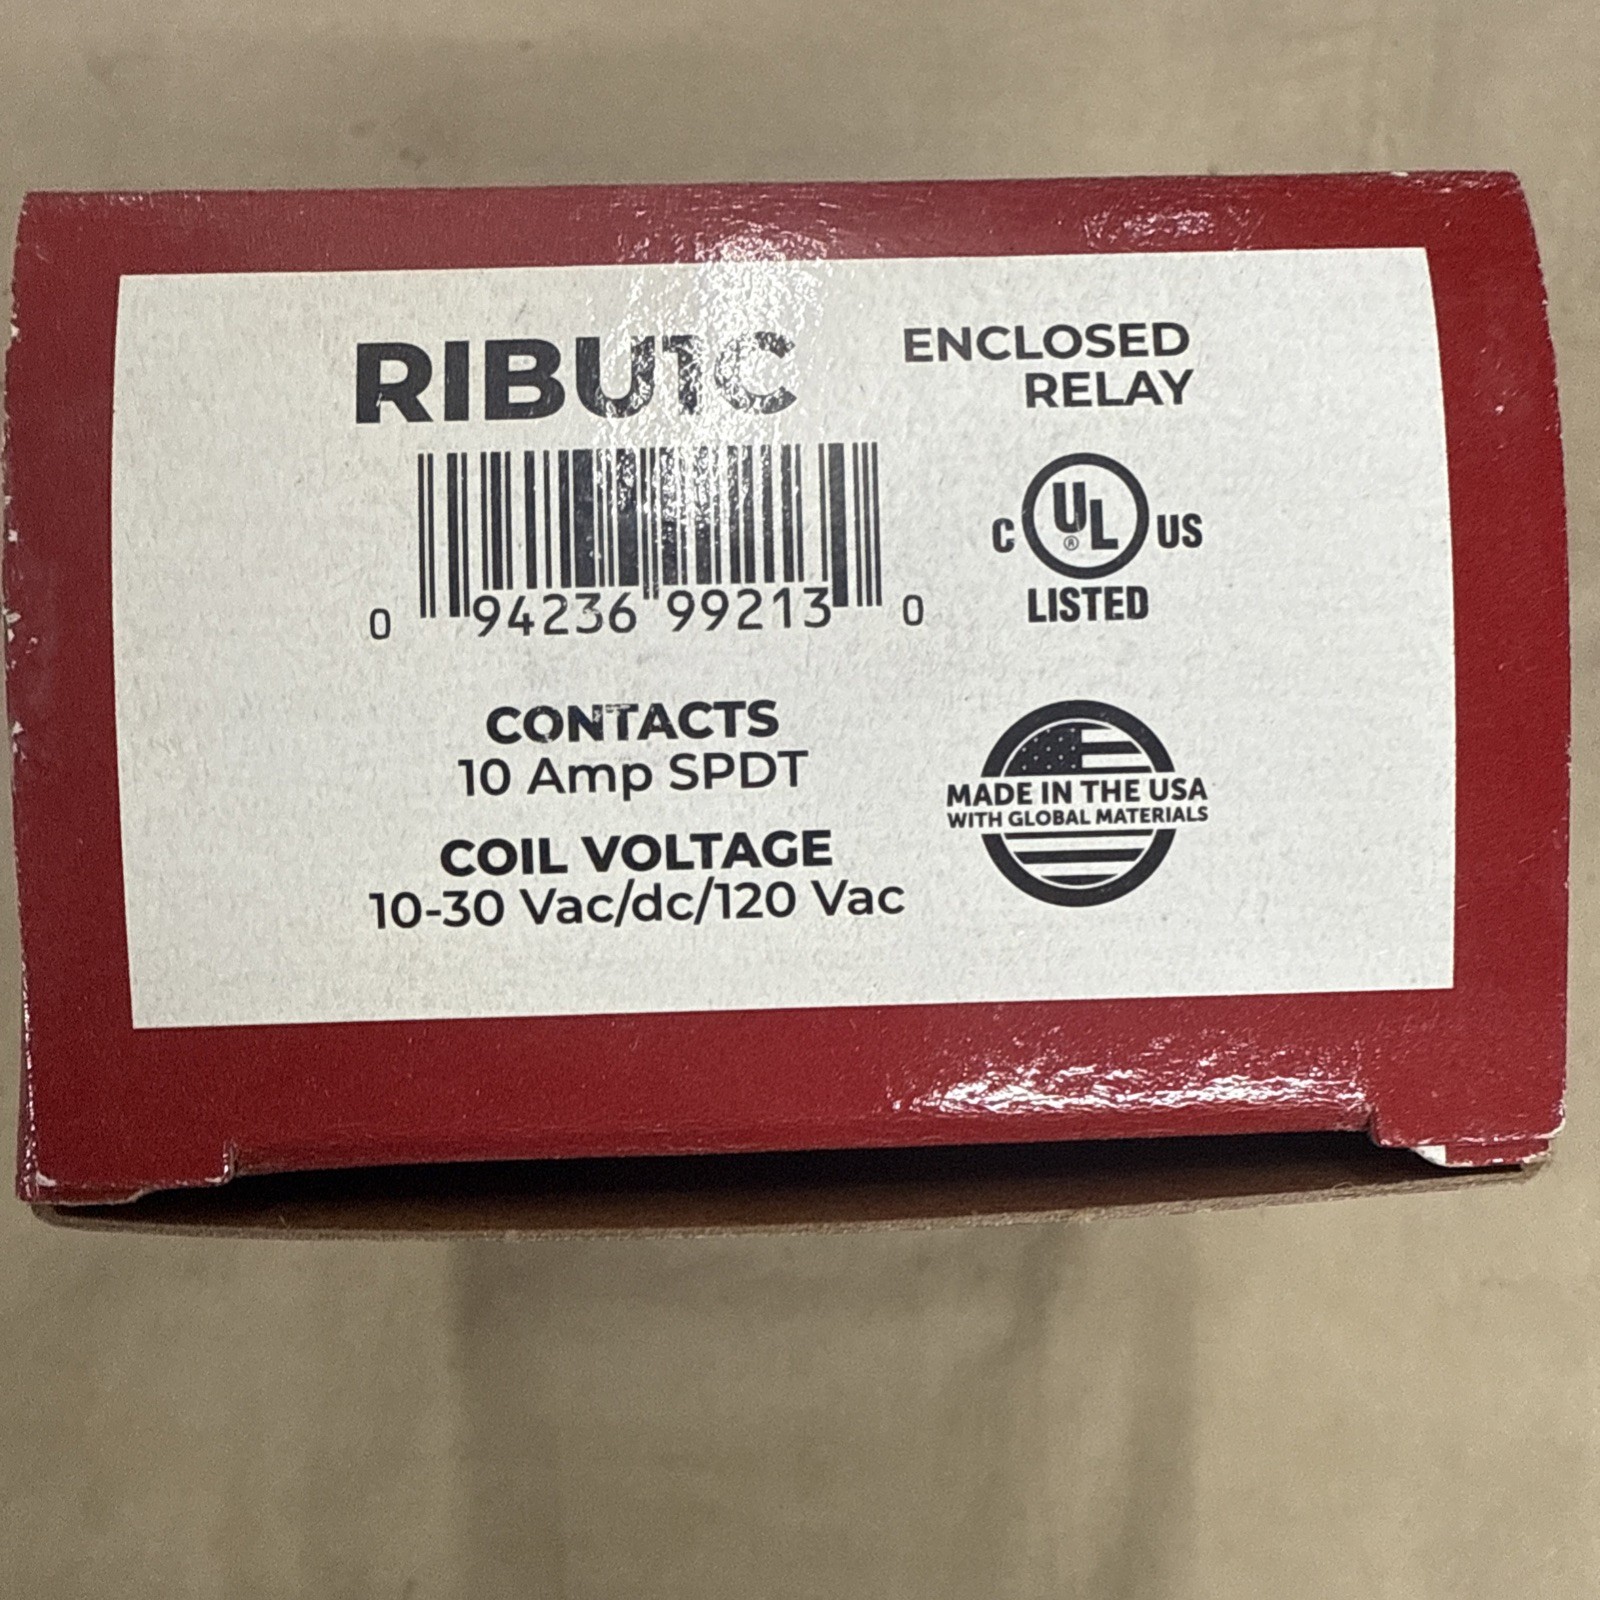 RIBU1C
ENCLOSED
RELAY
0 94236 99213 0
C UL® US
LISTED
CONTACTS
10 Amp SPDT
COIL VOLTAGE
10-30 Vac/dc/120 Vac
MADE IN THE USA
WITH GLOBAL MATERIALS